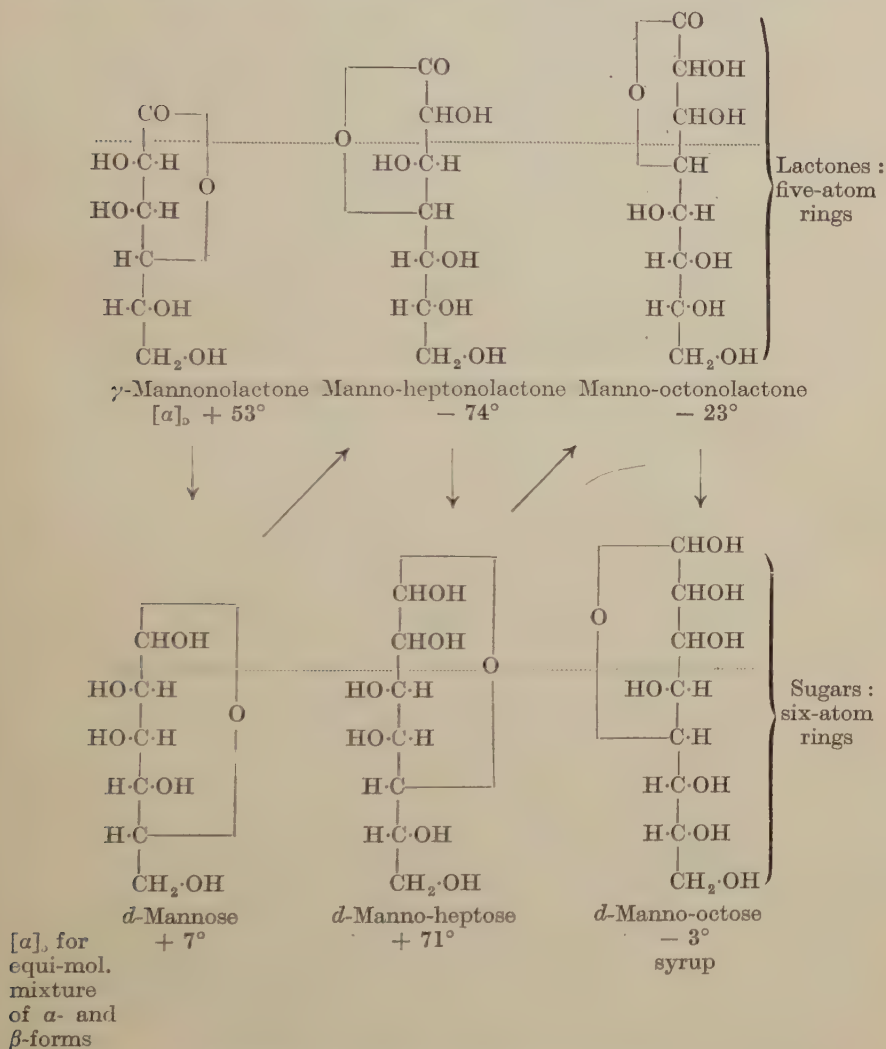 CO
CO CHOH
CO CHOH O CHOH
HO·C·H O HO·C·H CH
HO·C·H O CH HO·C·H
H·C H·C·OH H·C·OH
H·C·OH H·C·OH H·C·OH
CH₂·OH CH₂·OH CH₂·OH
Lactones :
five-atom
rings
γ-Mannonolactone Manno-heptonolactone Manno-octonolactone
[α]D + 53° − 74° − 23°
CHOH
CHOH CHOH
CHOH CHOH O CHOH
HO·C·H HO·C·H O HO·C·H
HO·C·H O HO·C·H C·H
H·C·OH H·C H·C·OH
H·C H·C·OH H·C·OH
CH₂·OH CH₂·OH CH₂·OH
Sugars :
six-atom
rings
d-Mannose d-Manno-heptose d-Manno-octose
+ 7° + 71° − 3°
syrup
[α]D for
equi-mol.
mixture
of α- and
β-forms